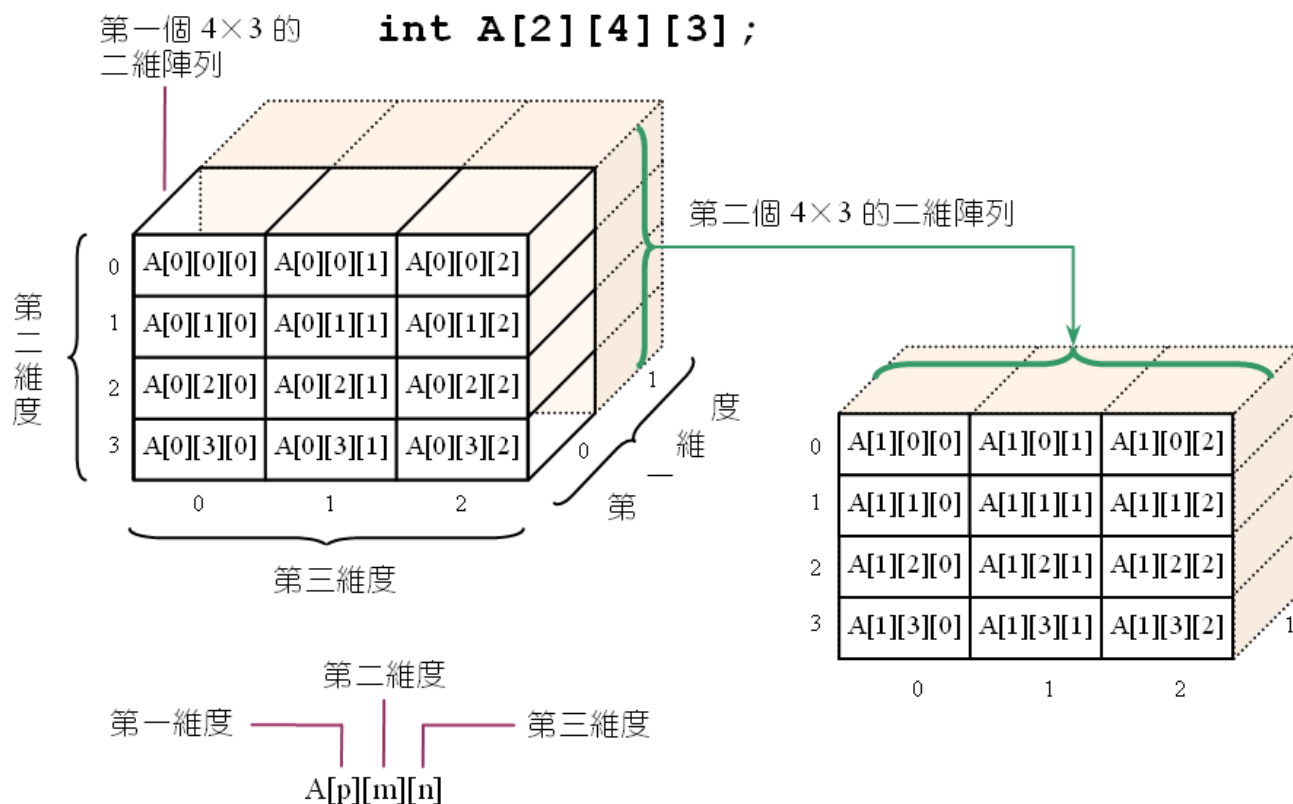 第一個 4×3 的
二維陣列
int A[2][4][3];
第二個 4×3 的二維陣列
第二維度
0 A[0][0][0] A[0][0][1] A[0][0][2]
1 A[0][1][0] A[0][1][1] A[0][1][2]
2 A[0][2][0] A[0][2][1] A[0][2][2]
3 A[0][3][0] A[0][3][1] A[0][3][2]
0 1 2
第三維度
0 1
第一維度
0 A[1][0][0] A[1][0][1] A[1][0][2]
1 A[1][1][0] A[1][1][1] A[1][1][2]
2 A[1][2][0] A[1][2][1] A[1][2][2]
3 A[1][3][0] A[1][3][1] A[1][3][2]
0 1 2
1
第二維度
第一維度
第三維度
A[p][m][n]